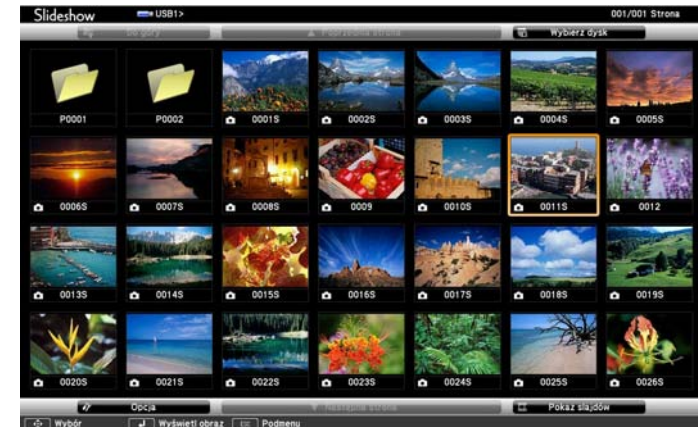 Slideshow USB1> 001/001 Strona
Do góry Poprzednia strona Wybierz dysk
P0001 P0002 0001S 0002S 0003S 0004S 0005S
0006S 0007S 0008S 0009 0010S 0011S 0012
0013S 0014S 0015S 0016S 0017S 0018S 0019S
0020S 0021S 0022S 0023S 0024S 0025S 0026S
Opcja Następna strona Pokaz slajdów
Wybór Wyświetl obraz Podmenu